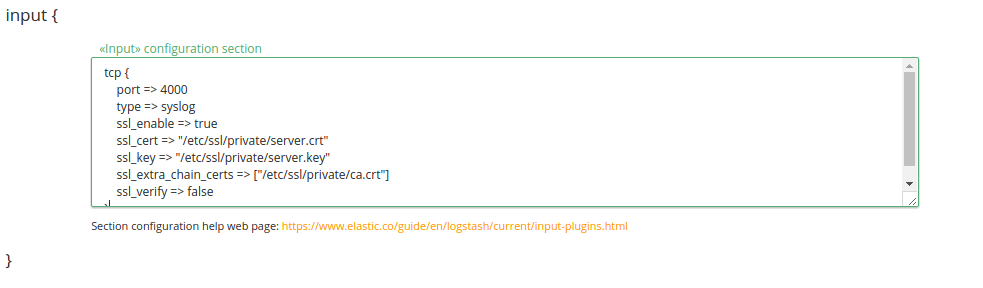 input {
«Input» configuration section
tcp {
port => 4000
type => syslog
ssl_enable => true
ssl_cert => "/etc/ssl/private/server.crt"
ssl_key => "/etc/ssl/private/server.key"
ssl_extra_chain_certs => ["/etc/ssl/private/ca.crt"]
ssl_verify => false
}
Section configuration help web page: https://www.elastic.co/guide/en/logstash/current/input-plugins.html
}